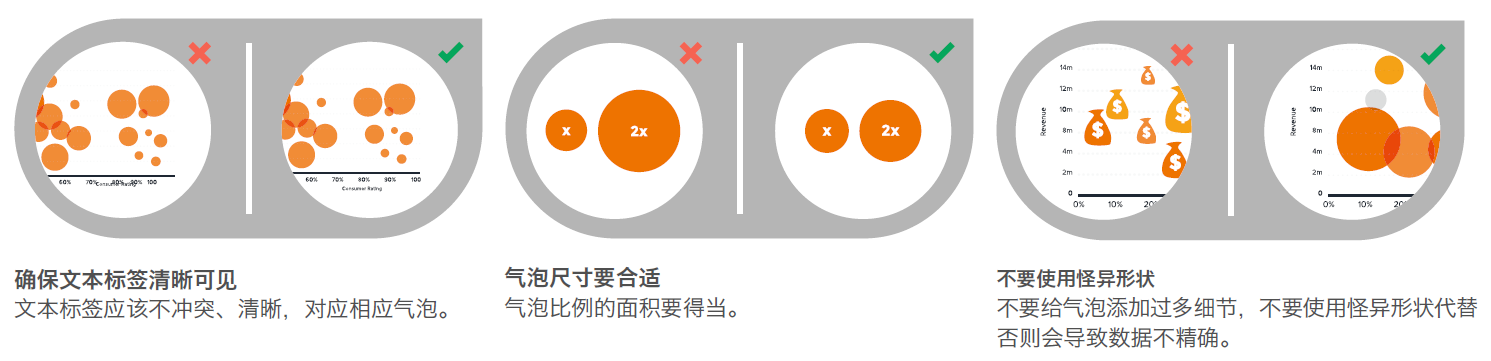 60% 70% 80% 90% 100
Consumer Rating
60% 70% 80% 90% 100
Consumer Rating
确保文本标签清晰可见
文本标签应该不冲突、清晰，对应相应气泡。
x 2x
x 2x
气泡尺寸要合适
气泡比例的面积要得当。
14m
12m
10m
8m
4m
2m
0
Revenue
0% 10% 20
$
$
$
$
$
$
14m
12m
10m
8m
4m
2m
0
Revenue
0% 10% 20
不要使用怪异形状
不要给气泡添加过多细节，不要使用怪异形状代替
否则会导致数据不精确。